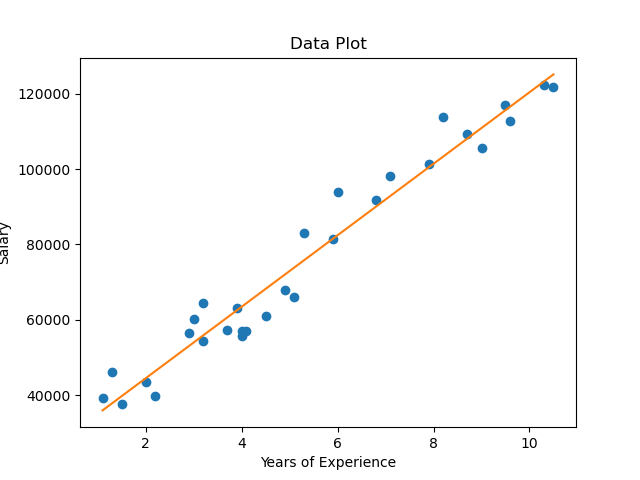 Data Plot
120000
100000
80000
60000
40000
Salary
2 4 6 8 10
Years of Experience